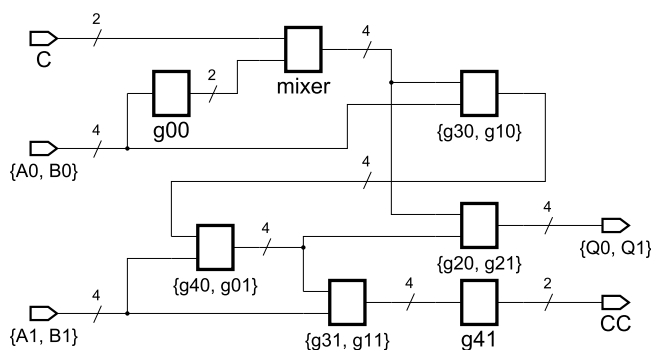 2
4
C
mixer
2
g00
{g30, g10}
4
{A0, B0}
4
4
4
{Q0, Q1}
{g40, g01}
{g20, g21}
4
4
2
{A1, B1}
{g31, g11}
g41
CC